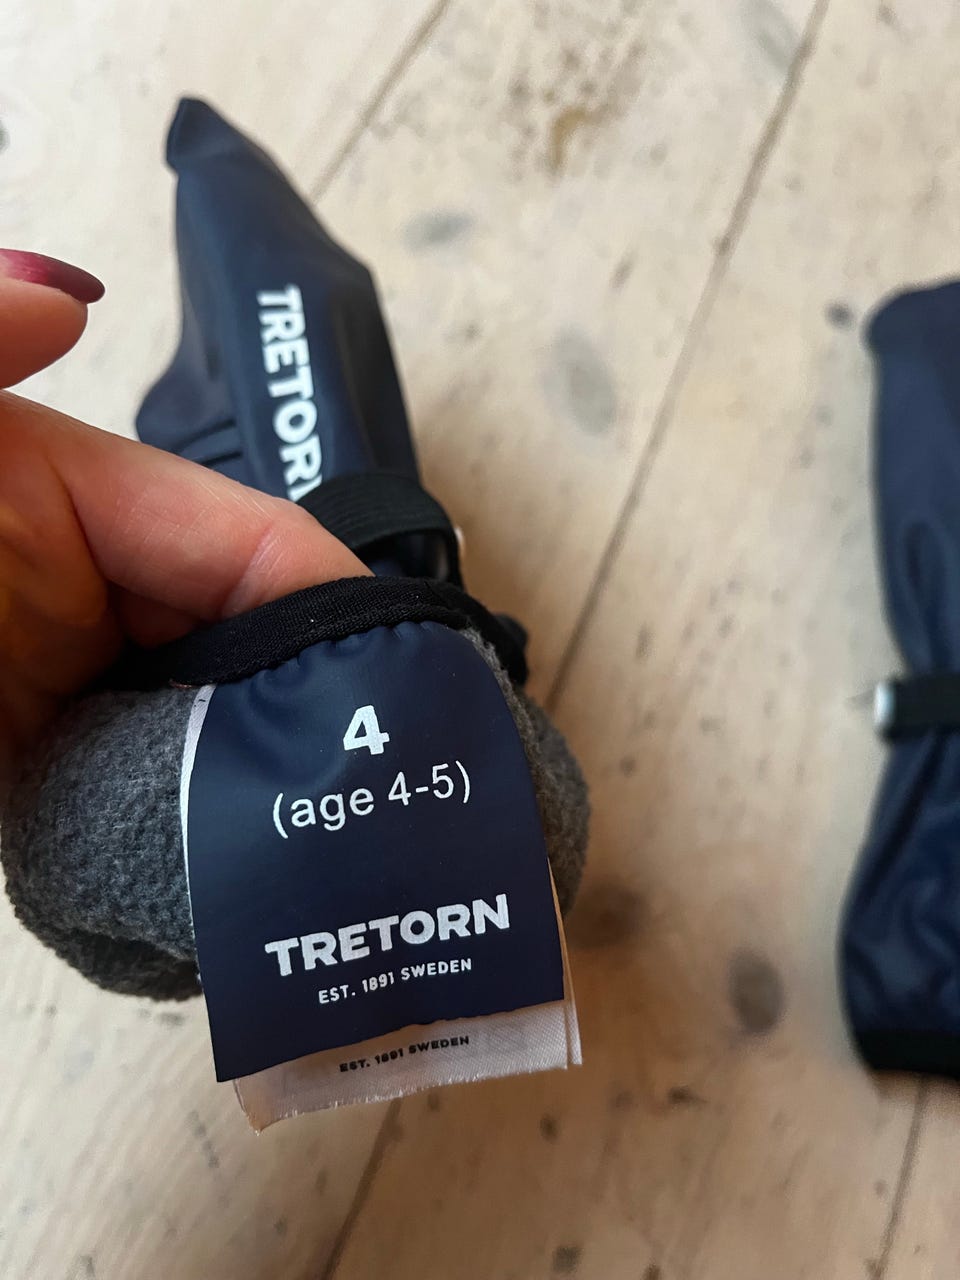 TRETORN
4
(age 4-5)
TRETORN
EST. 1891 SWEDEN
EST. 1891 SWEDEN